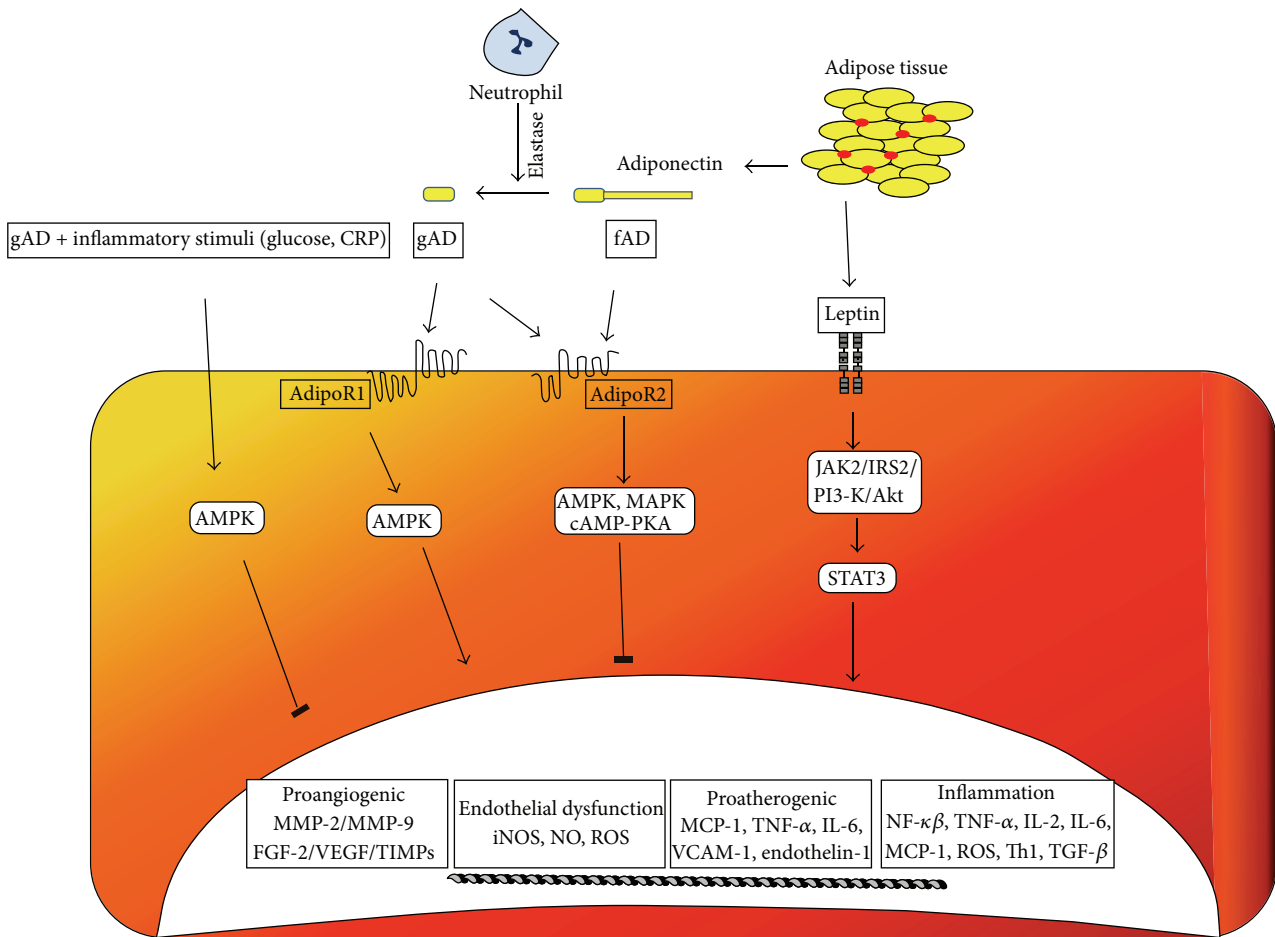 Neutrophil
Elastase
Adipose tissue
Adiponectin
gAD + inflammatory stimuli (glucose, CRP)
gAD
fAD
Leptin
AdipoR1
AdipoR2
AMPK
AMPK
AMPK, MAPK
cAMP-PKA
JAK2/IRS2/
PI3-K/Akt
STAT3
Proangiogenic
MMP-2/MMP-9
FGF-2/VEGF/TIMPs
Endothelial dysfunction
iNOS, NO, ROS
Proatherogenic
MCP-1, TNF-α, IL-6,
VCAM-1, endothelin-1
Inflammation
NF-κβ, TNF-α, IL-2, IL-6,
MCP-1, ROS, Th1, TGF-β